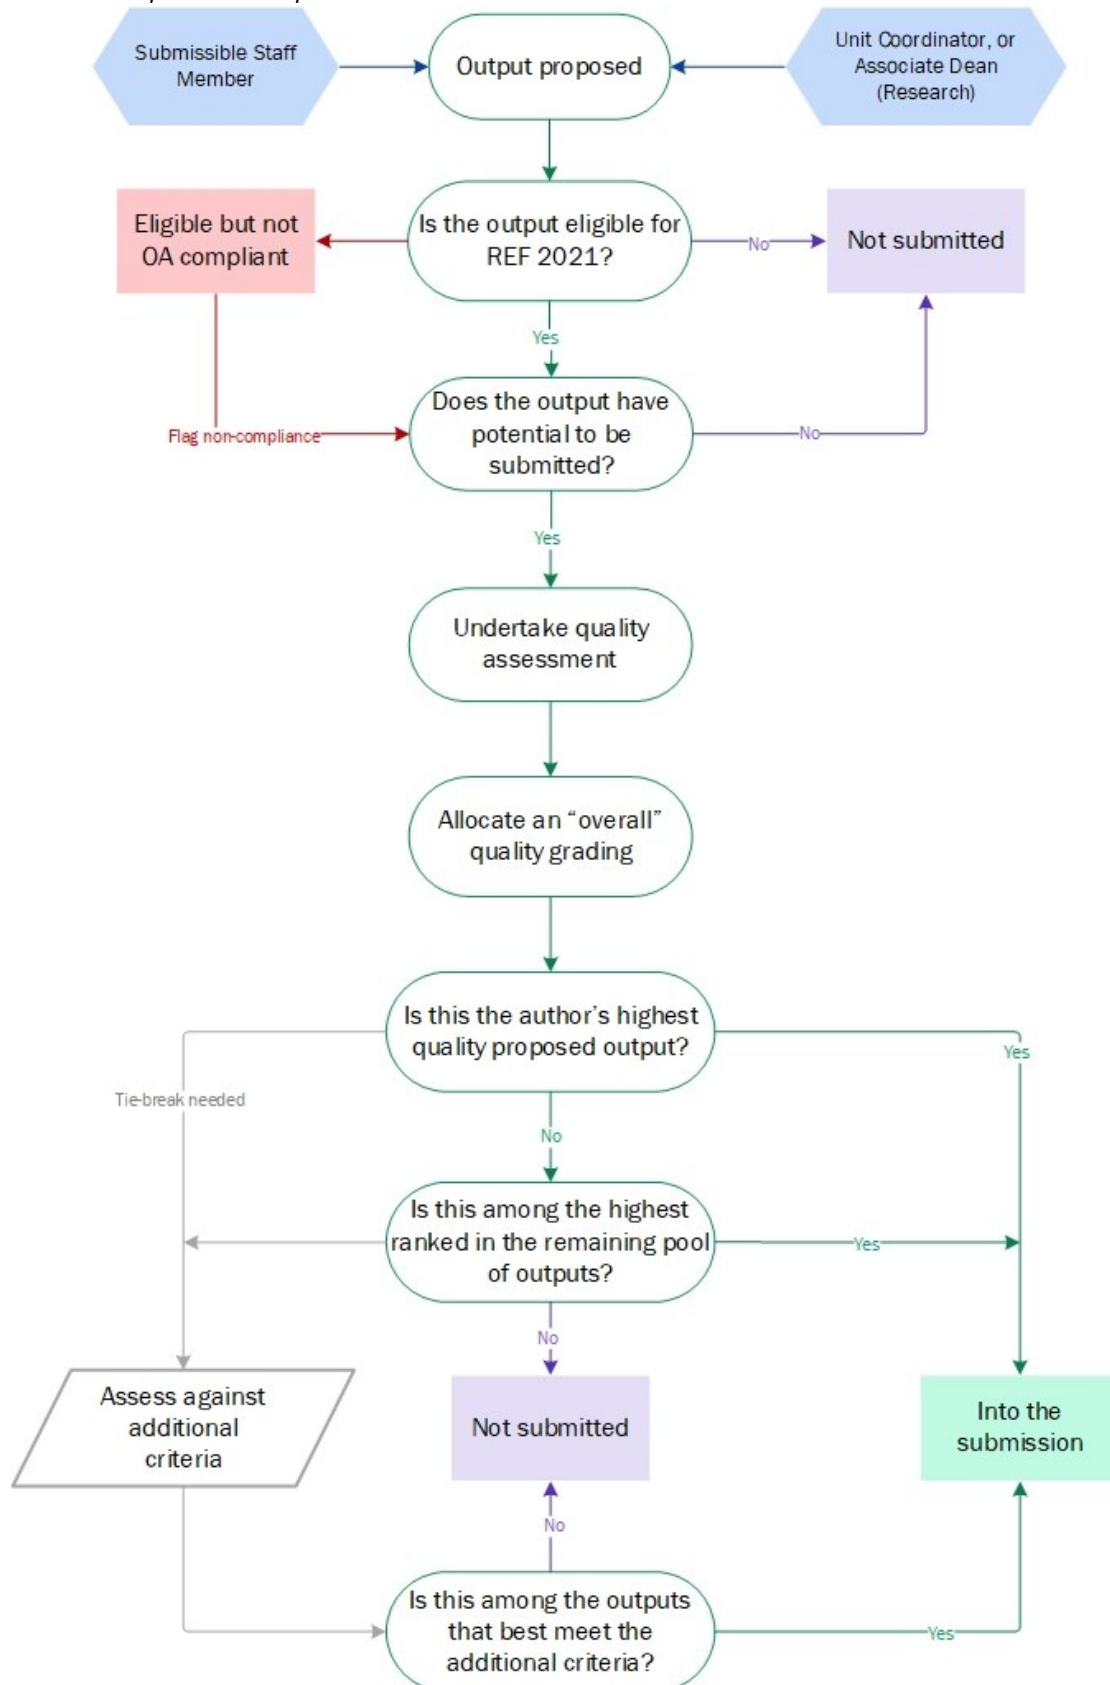 Submissible Staff
Member
Output proposed
Unit Coordinator, or
Associate Dean
(Research)
Eligible but not
OA compliant
Is the output eligible for
REF 2021?
No
Not submitted
Yes
Flag non-compliance
Does the output have
potential to be
submitted?
No
Yes
Undertake quality
assessment
Allocate an “overall”
quality grading
Is this the author’s highest
quality proposed output?
Yes
Tie-break needed
No
Is this among the highest
ranked in the remaining pool
of outputs?
Yes
No
Assess against
additional
criteria
Not submitted
Into the
submission
No
Is this among the outputs
that best meet the
additional criteria?
Yes